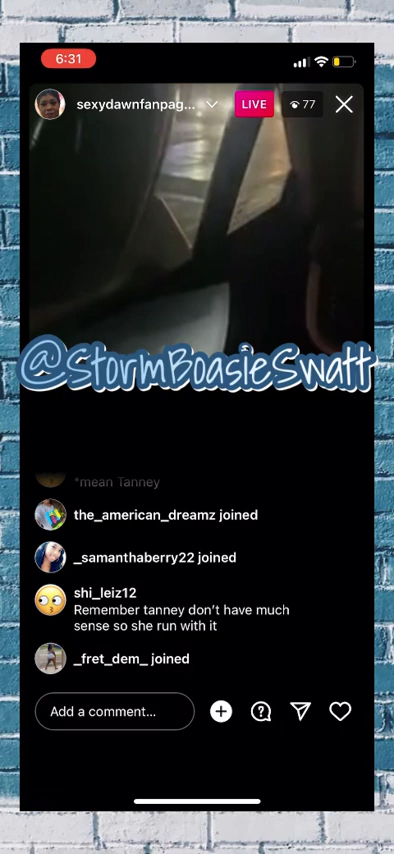 6:31
sexydawnfanpag...
LIVE
77
@StormBoasieSwatt
*mean Tanney
the_american_dreamz joined
_samanthaberry22 joined
shi_leiz12
Remember tanney don't have much
sense so she run with it
_fret_dem_ joined
Add a comment...